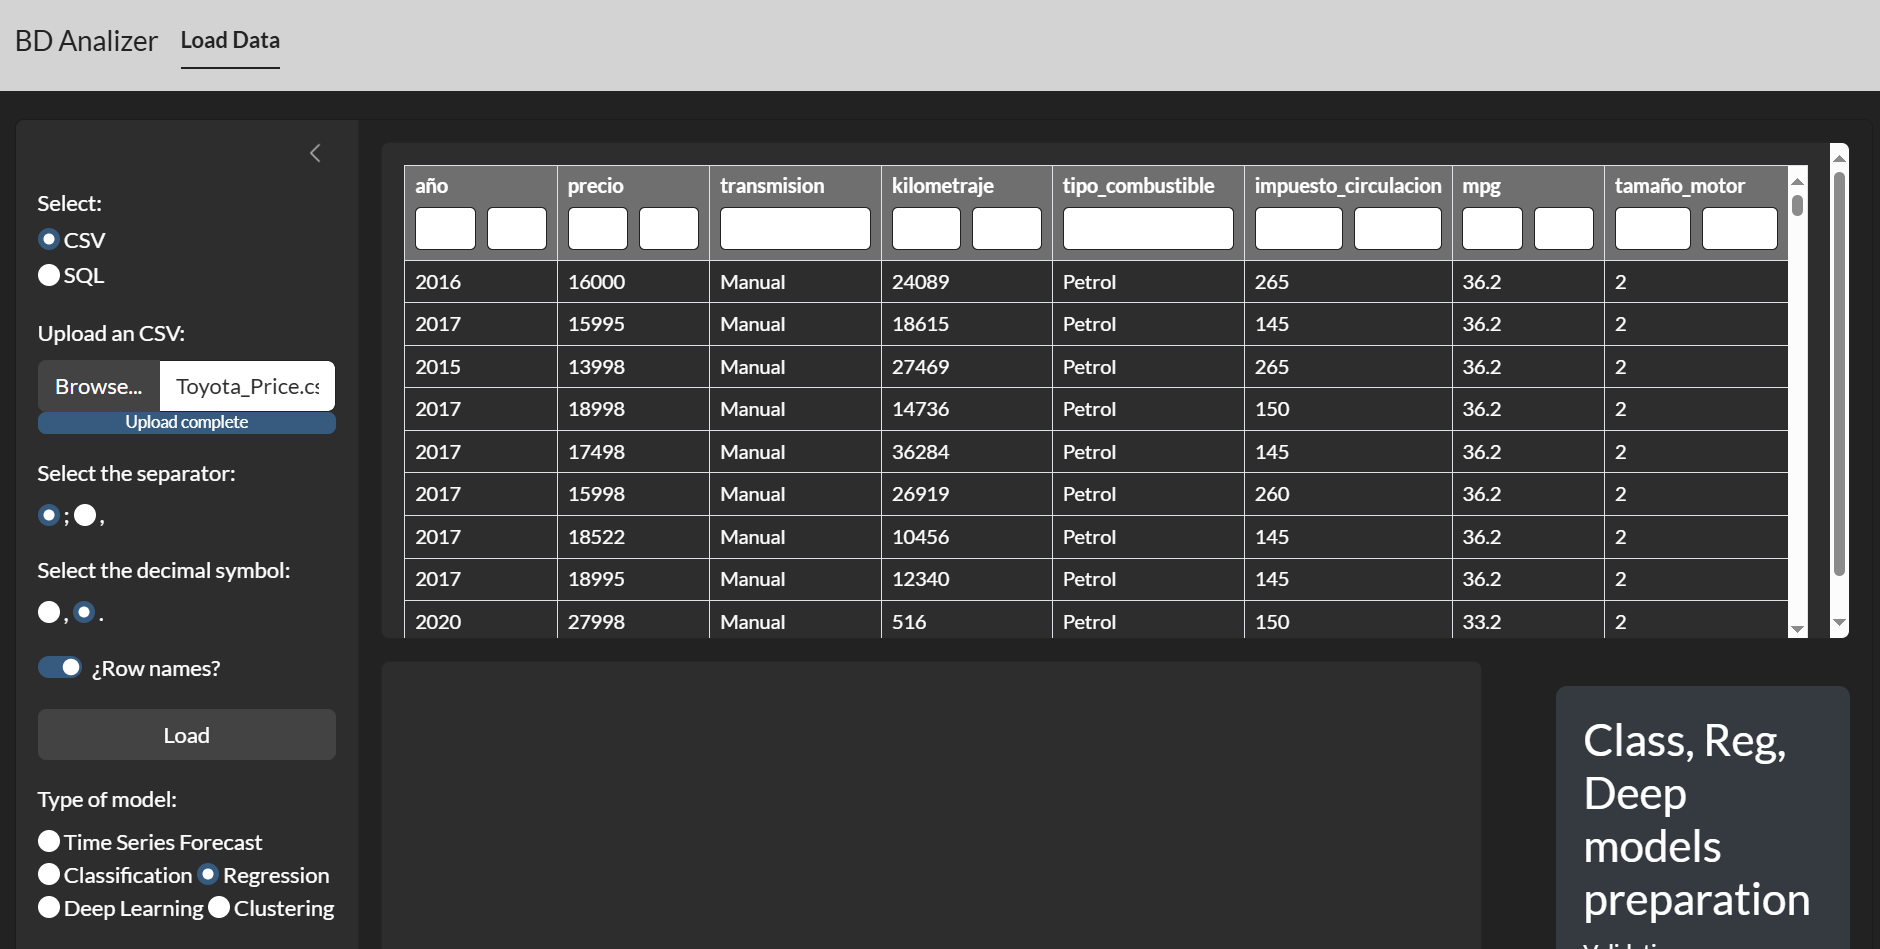 BD Analizer Load Data
Select:
CSV
SQL
Upload an CSV:
Browse... Toyota_Price.cs
Upload complete
Select the separator:
; ,
Select the decimal symbol:
, .
¿Row names?
Load
Type of model:
Time Series Forecast
Classification Regression
Deep Learning Clustering
año precio transmision kilometraje tipo_combustible impuesto_circulacion mpg tamaño_motor
2016 16000 Manual 24089 Petrol 265 36.2 2
2017 15995 Manual 18615 Petrol 145 36.2 2
2015 13998 Manual 27469 Petrol 265 36.2 2
2017 18998 Manual 14736 Petrol 150 36.2 2
2017 17498 Manual 36284 Petrol 145 36.2 2
2017 15998 Manual 26919 Petrol 260 36.2 2
2017 18522 Manual 10456 Petrol 145 36.2 2
2017 18995 Manual 12340 Petrol 145 36.2 2
2020 27998 Manual 516 Petrol 150 33.2 2
Class, Reg,
Deep
models
preparation